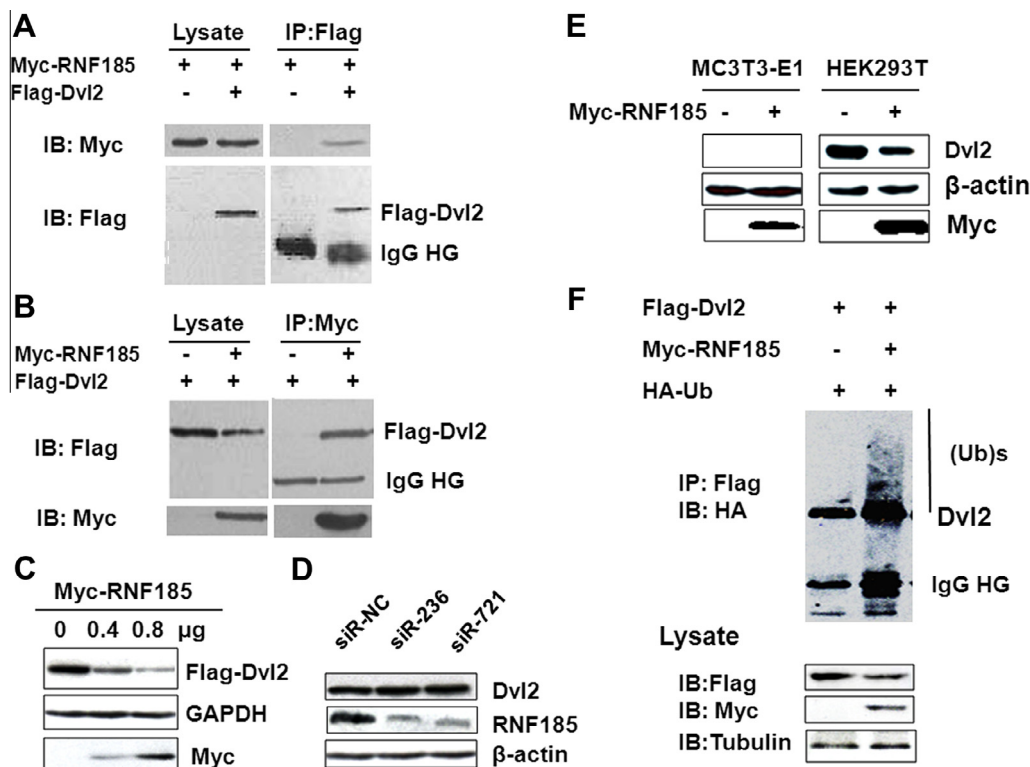 A
Lysate IP:Flag
Myc-RNF185 + + + +
Flag-Dvl2 - + - +
IB: Myc
IB: Flag
Flag-Dvl2
IgG HG
B
Lysate IP:Myc
Myc-RNF185 - + - +
Flag-Dvl2 + + + +
IB: Flag
Flag-Dvl2
IgG HG
IB: Myc
C
Myc-RNF185
0 0.4 0.8 µg
Flag-Dvl2
GAPDH
Myc
D
siR-NC siR-236 siR-721
Dvl2
RNF185
β-actin
E
MC3T3-E1 HEK293T
Myc-RNF185 - + - +
Dvl2
β-actin
Myc
F
Flag-Dvl2 + +
Myc-RNF185 - +
HA-Ub + +
(Ub)s
IP: Flag
IB: HA
Dvl2
IgG HG
Lysate
IB:Flag
IB: Myc
IB:Tubulin